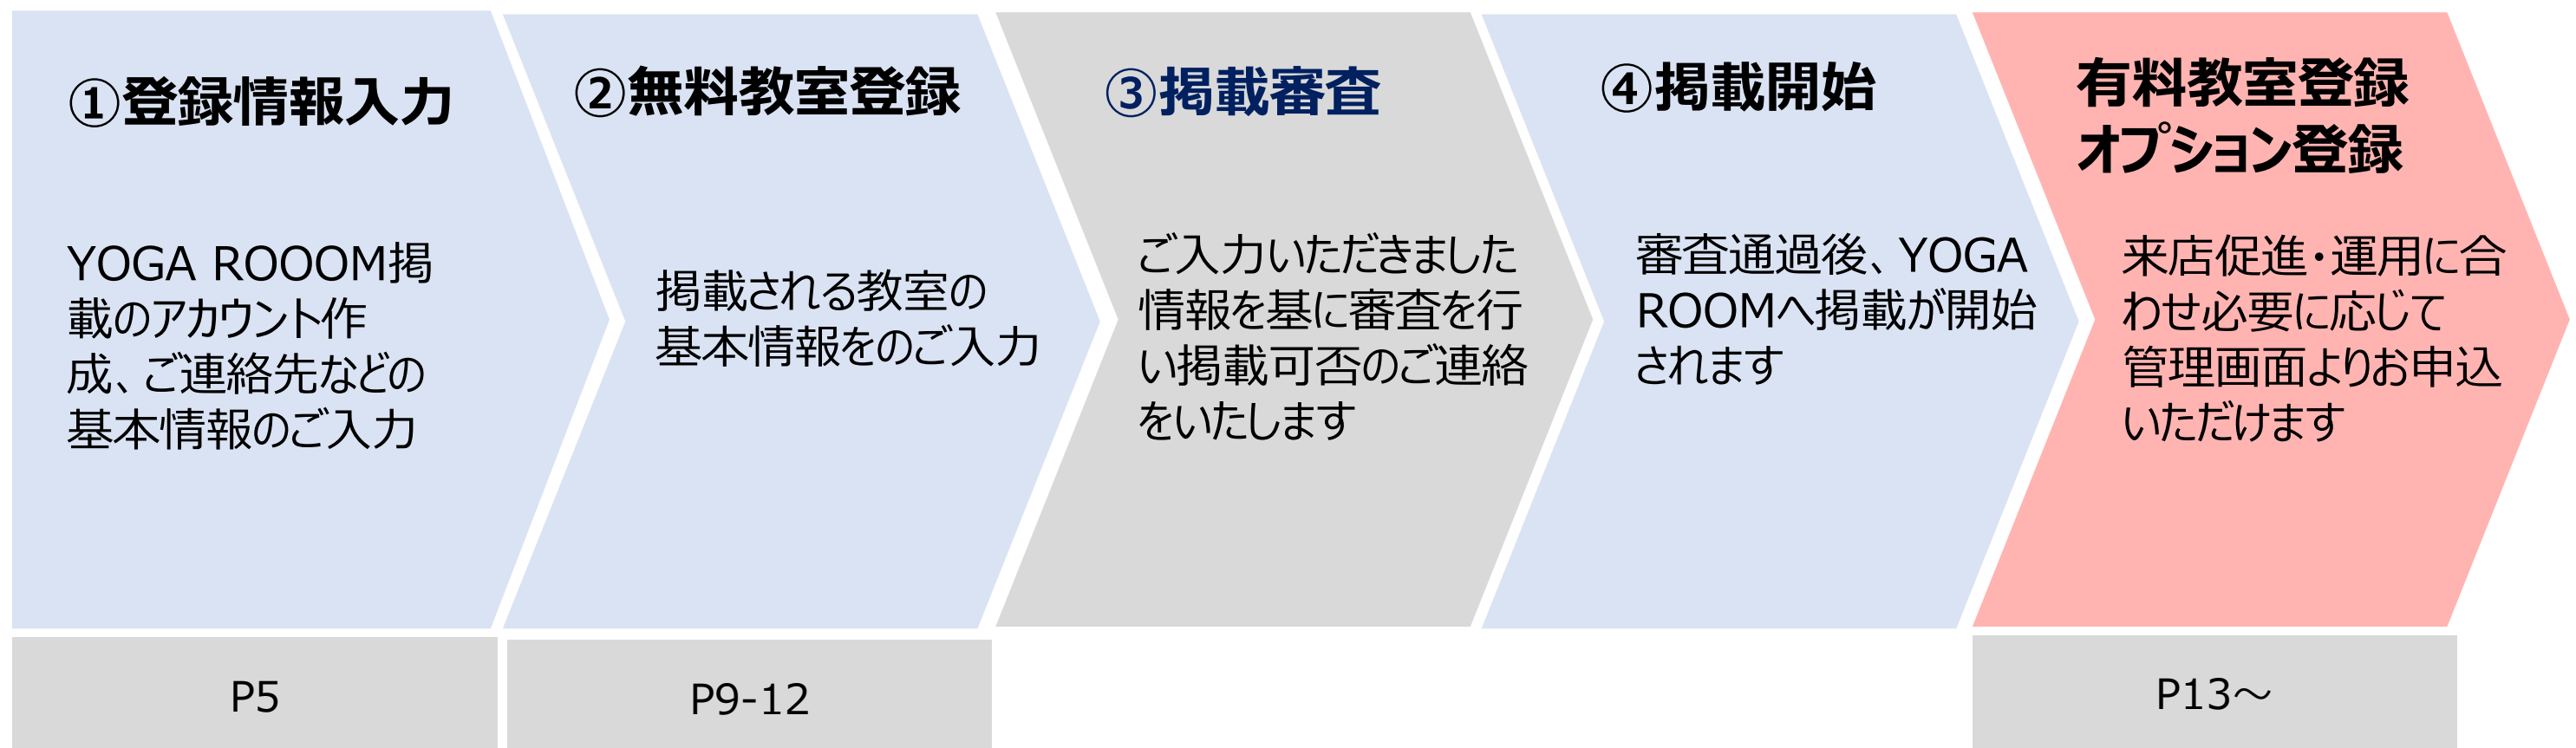 ①登録情報入力
YOGA ROOOM掲
載のアカウント作
成、ご連絡先などの
基本情報のご入力
P5
②無料教室登録
掲載される教室の
基本情報をのご入力
P9-12
③掲載審査
ご入力いただきました
情報を基に審査を行
い掲載可否のご連絡
をいたします
④掲載開始
審査通過後、YOGA
ROOMへ掲載が開始
されます
有料教室登録
オプション登録
来店促進・運用に合
わせ必要に応じて
管理画面よりお申込
いただけます
P13～